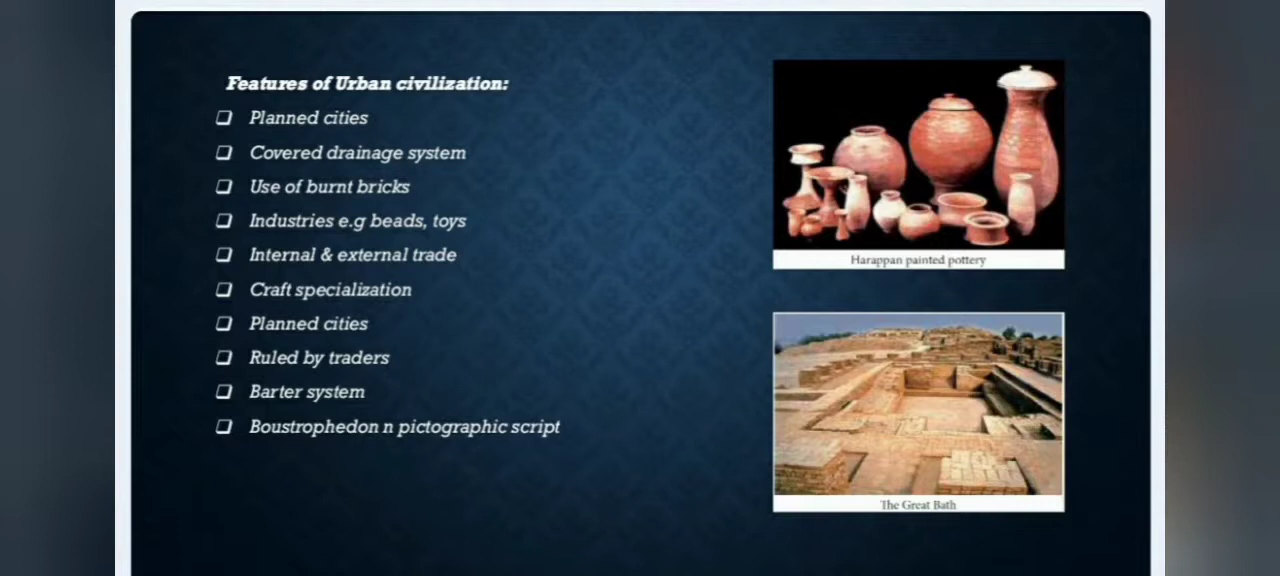 Features of Urban civilization:
Planned cities
Covered drainage system
Use of burnt bricks
Industries e.g beads, toys
Internal & external trade
Craft specialization
Planned cities
Ruled by traders
Barter system
Boustrophedon n pictographic script
Harappan painted pottery
The Great Bath